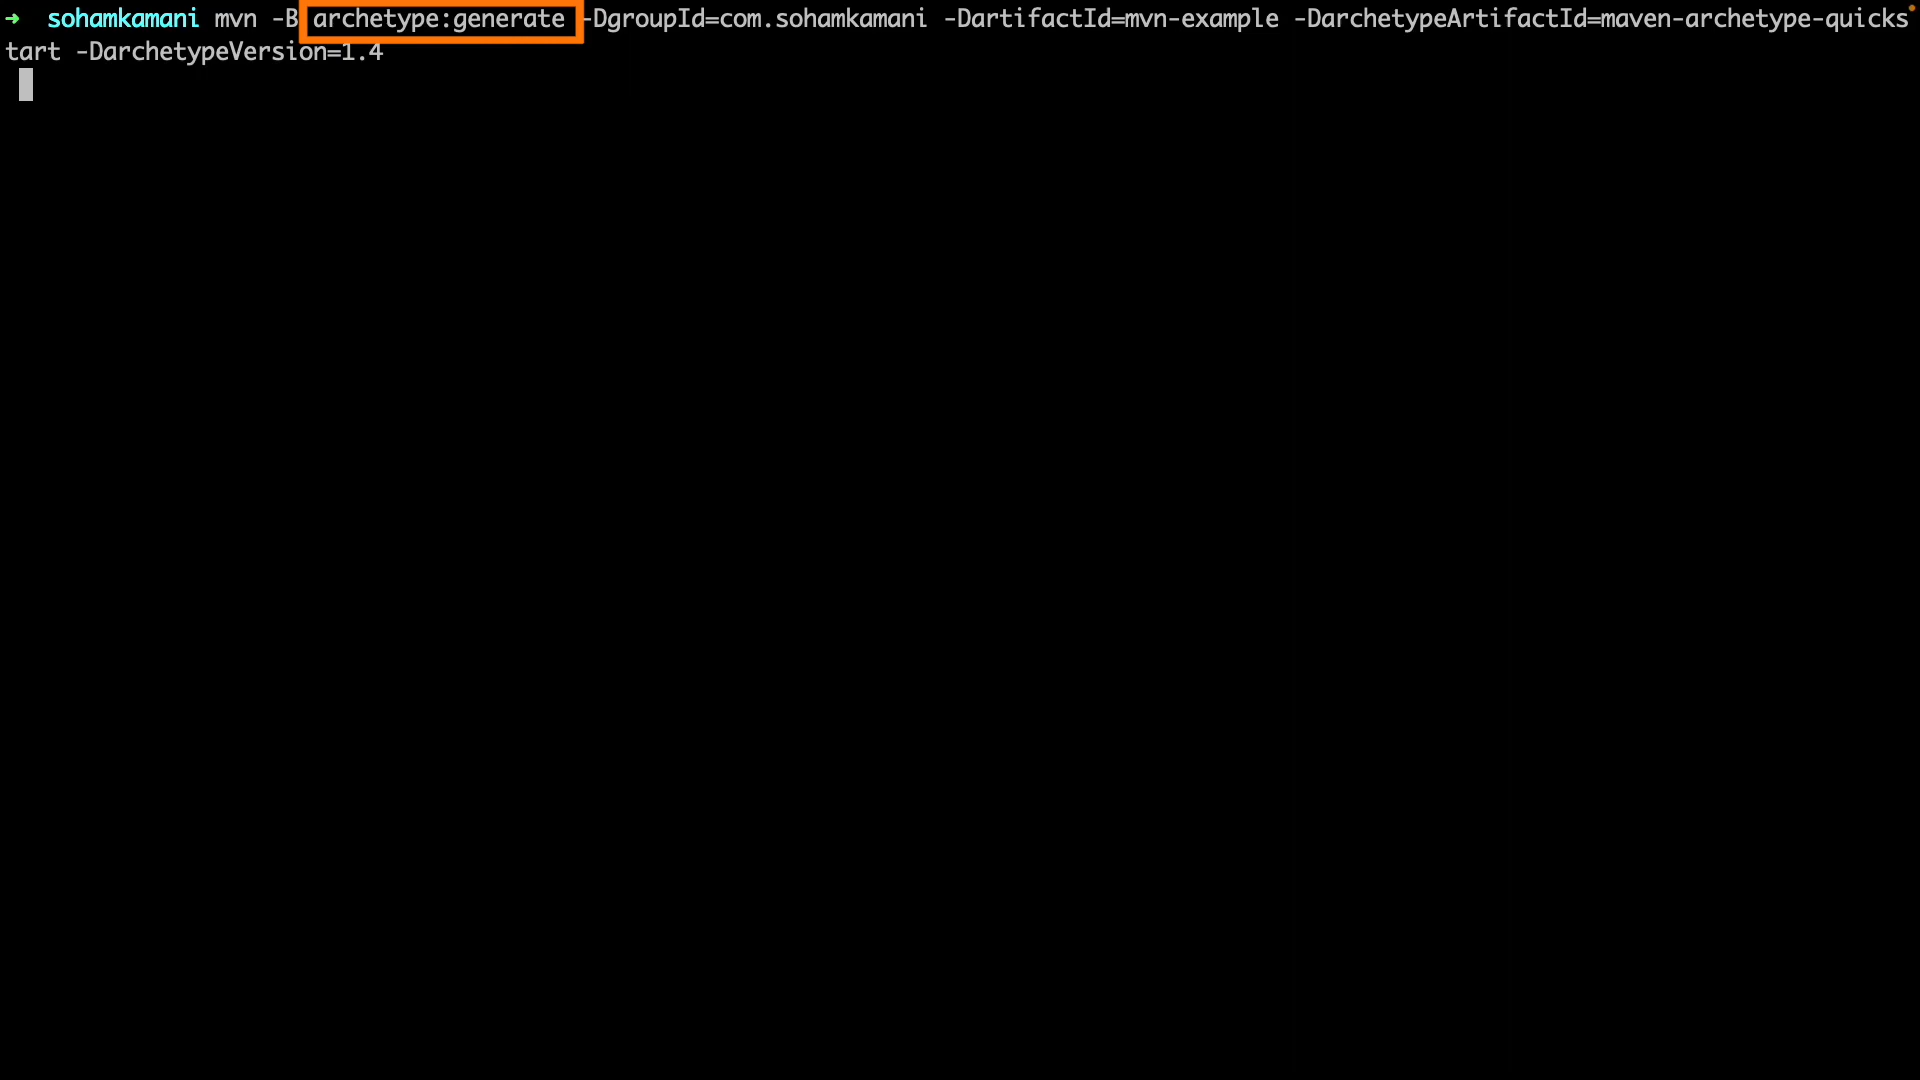 ➜  sohamkamani mvn -B archetype:generate -DgroupId=com.sohamkamani -DartifactId=mvn-example -DarchetypeArtifactId=maven-archetype-quicks
tart -DarchetypeVersion=1.4